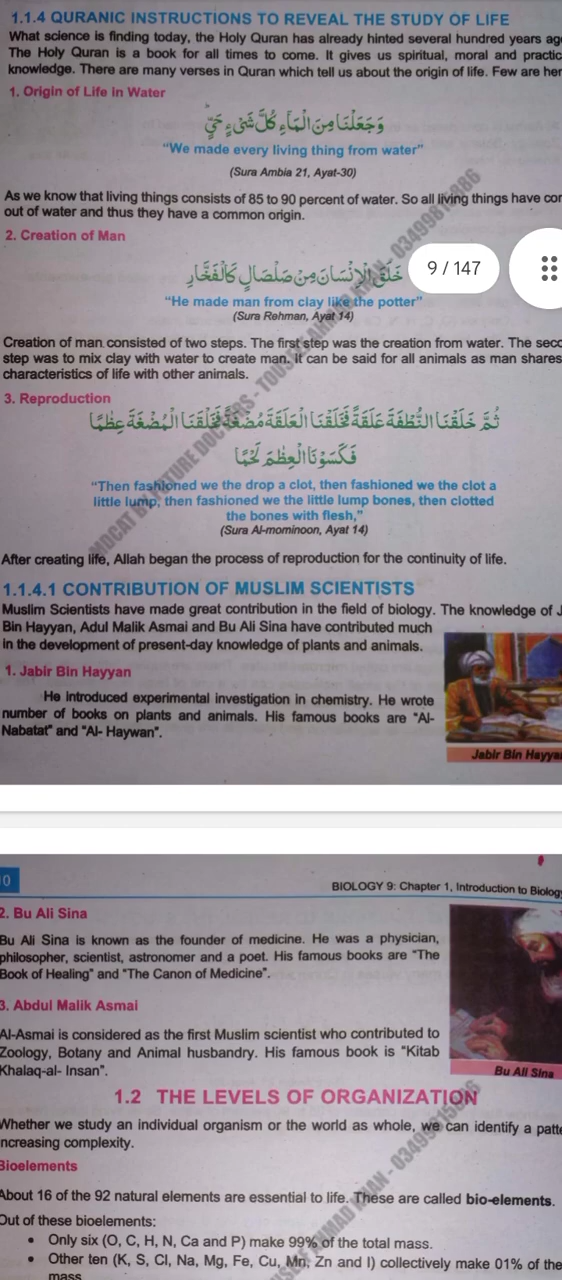 1.1.4 QURANIC INSTRUCTIONS TO REVEAL THE STUDY OF LIFE
What science is finding today, the Holy Quran has already hinted several hundred years
The Holy Quran is a book for all times to come. It gives us spiritual, moral and
knowledge. There are many verses in Quran which tell us about the origin of life. Few are
1. Origin of Life in Water
وَجَعَلْنَا مِنَ الْمَآءِ كُلَّ شَىْءٍ حَىٍّ
“We made every living thing from water”
(Sura Ambia 21, Ayat-30)
As we know that living things consists of 85 to 90 percent of water. So all living things have
out of water and thus they have a common origin.
2. Creation of Man
خَلَقَ الْاِنْسَانَ مِنْ صَلْصَالٍ كَالْفَخَّارِ
9 / 147
“He made man from clay like the potter”
(Sura Rehman, Ayat 14)
Creation of man consisted of two steps. The first step was the creation from water. The
step was to mix clay with water to create man. It can be said for all animals as man shares
characteristics of life with other animals.
3. Reproduction
ثُمَّ خَلَقْنَا النُّطْفَةَ عَلَقَةً فَخَلَقْنَا الْعَلَقَةَ مُضْغَةً فَخَلَقْنَا الْمُضْغَةَ عِظٰمًا
فَكَسَوْنَا الْعِظٰمَ لَحْمًا
“Then fashioned we the drop a clot, then fashioned we the clot a
little lump, then fashioned we the little lump bones, then clotted
the bones with flesh,”
(Sura Al-mominoon, Ayat 14)
After creating life, Allah began the process of reproduction for the continuity of life.
1.1.4.1 CONTRIBUTION OF MUSLIM SCIENTISTS
Muslim Scientists have made great contribution in the field of biology. The knowledge of
Bin Hayyan, Adul Malik Asmai and Bu Ali Sina have contributed much
in the development of present-day knowledge of plants and animals.
1. Jabir Bin Hayyan
He introduced experimental investigation in chemistry. He wrote
number of books on plants and animals. His famous books are “Al-
Nabatat” and “Al- Haywan”.
Jabir Bin
BIOLOGY 9: Chapter 1, Introduction to
2. Bu Ali Sina
Bu Ali Sina is known as the founder of medicine. He was a physician,
philosopher, scientist, astronomer and a poet. His famous books are “The
Book of Healing” and “The Canon of Medicine”.
3. Abdul Malik Asmai
Al-Asmai is considered as the first Muslim scientist who contributed to
Zoology, Botany and Animal husbandry. His famous book is “Kitab
Khalaq-al- Insan”.
Bu Ali Sina
1.2 THE LEVELS OF ORGANIZATION
Whether we study an individual organism or the world as whole, we can identify a
increasing complexity.
Bioelements
About 16 of the 92 natural elements are essential to life. These are called bio-elements.
Out of these bioelements:
• Only six (O, C, H, N, Ca and P) make 99% of the total mass.
• Other ten (K, S, Cl, Na, Mg, Fe, Cu, Mn, Zn and I) collectively make 01% of the
mass